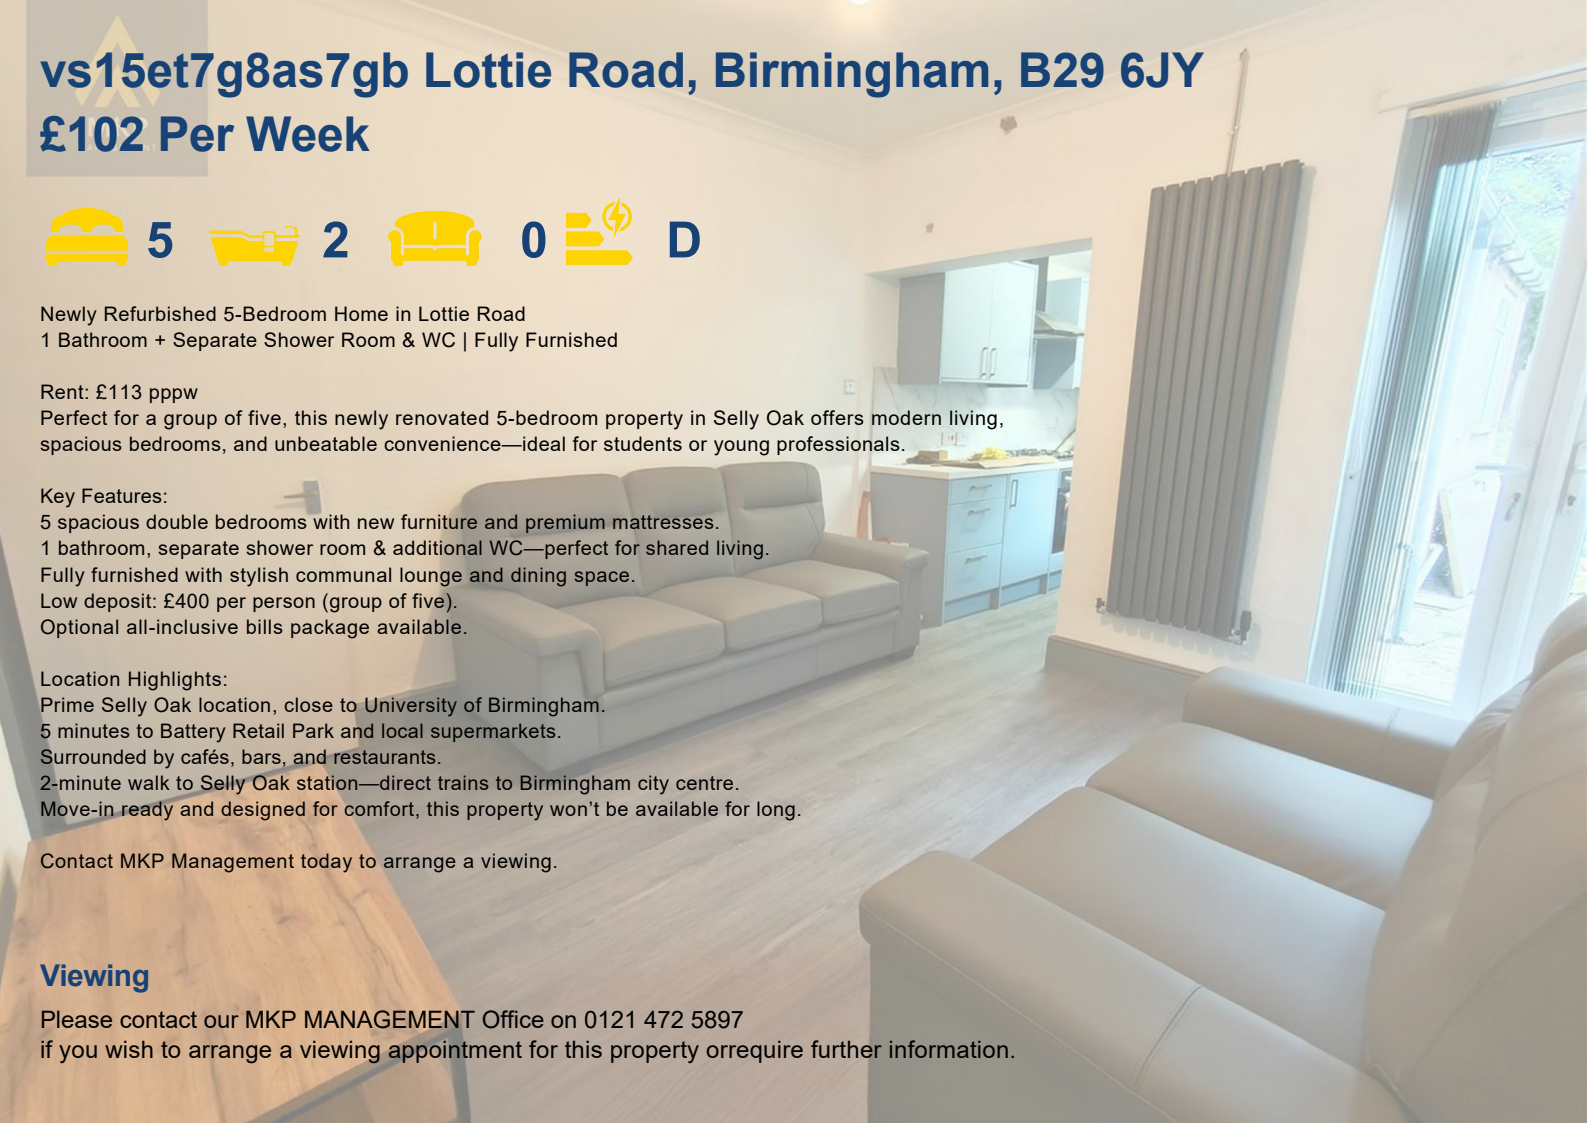 vs15et7g8as7gb Lottie Road, Birmingham, B29 6JY
£102 Per Week
5 2 0 D
Newly Refurbished 5-Bedroom Home in Lottie Road
1 Bathroom + Separate Shower Room & WC | Fully Furnished
Rent: £113 pppw
Perfect for a group of five, this newly renovated 5-bedroom property in Selly Oak offers modern living,
spacious bedrooms, and unbeatable convenience—ideal for students or young professionals.
Key Features:
5 spacious double bedrooms with new furniture and premium mattresses.
1 bathroom, separate shower room & additional WC—perfect for shared living.
Fully furnished with stylish communal lounge and dining space.
Low deposit: £400 per person (group of five).
Optional all-inclusive bills package available.
Location Highlights:
Prime Selly Oak location, close to University of Birmingham.
5 minutes to Battery Retail Park and local supermarkets.
Surrounded by cafés, bars, and restaurants.
2-minute walk to Selly Oak station—direct trains to Birmingham city centre.
Move-in ready and designed for comfort, this property won’t be available for long.
Contact MKP Management today to arrange a viewing.
Viewing
Please contact our MKP MANAGEMENT Office on 0121 472 5897
if you wish to arrange a viewing appointment for this property orrequire further information.